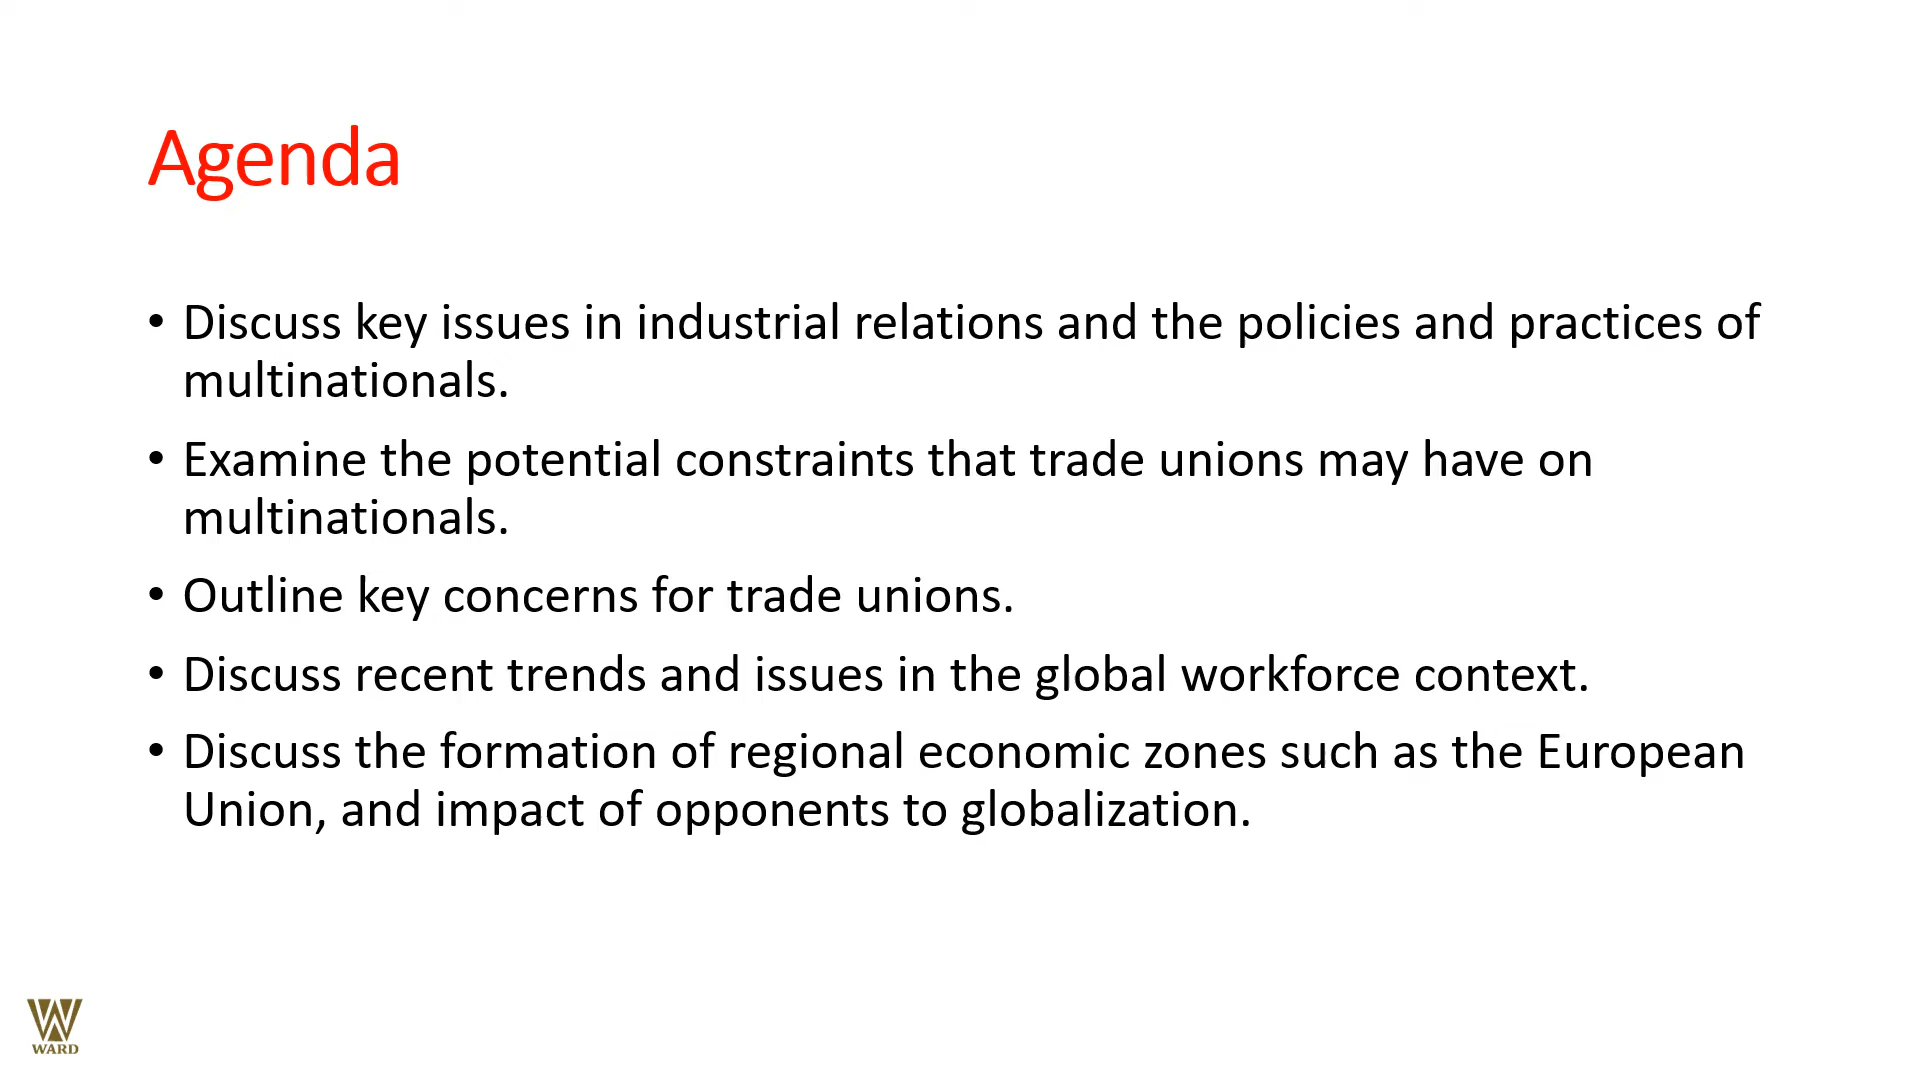 Agenda
• Discuss key issues in industrial relations and the policies and practices of
multinationals.
• Examine the potential constraints that trade unions may have on
multinationals.
• Outline key concerns for trade unions.
• Discuss recent trends and issues in the global workforce context.
• Discuss the formation of regional economic zones such as the European
Union, and impact of opponents to globalization.
WARD